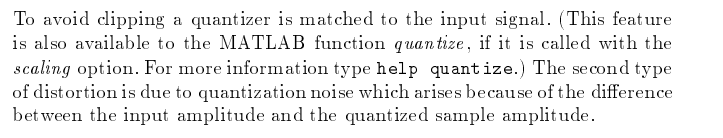 To avoid clipping a quantizer is matched to the input signal. (This feature
is also available to the MATLAB function quantize, if it is called with the
scaling option. For more information type help quantize.) The second type
of distortion is due to quantization noise which arises because of the difference
between the input amplitude and the quantized sample amplitude.